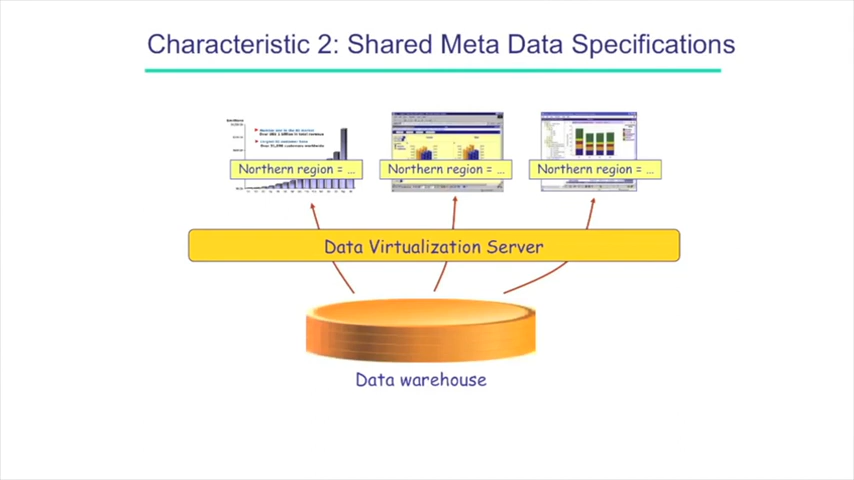 Characteristic 2: Shared Meta Data Specifications
Northern region = ...
Northern region = ...
Northern region = ...
Data Virtualization Server
Data warehouse